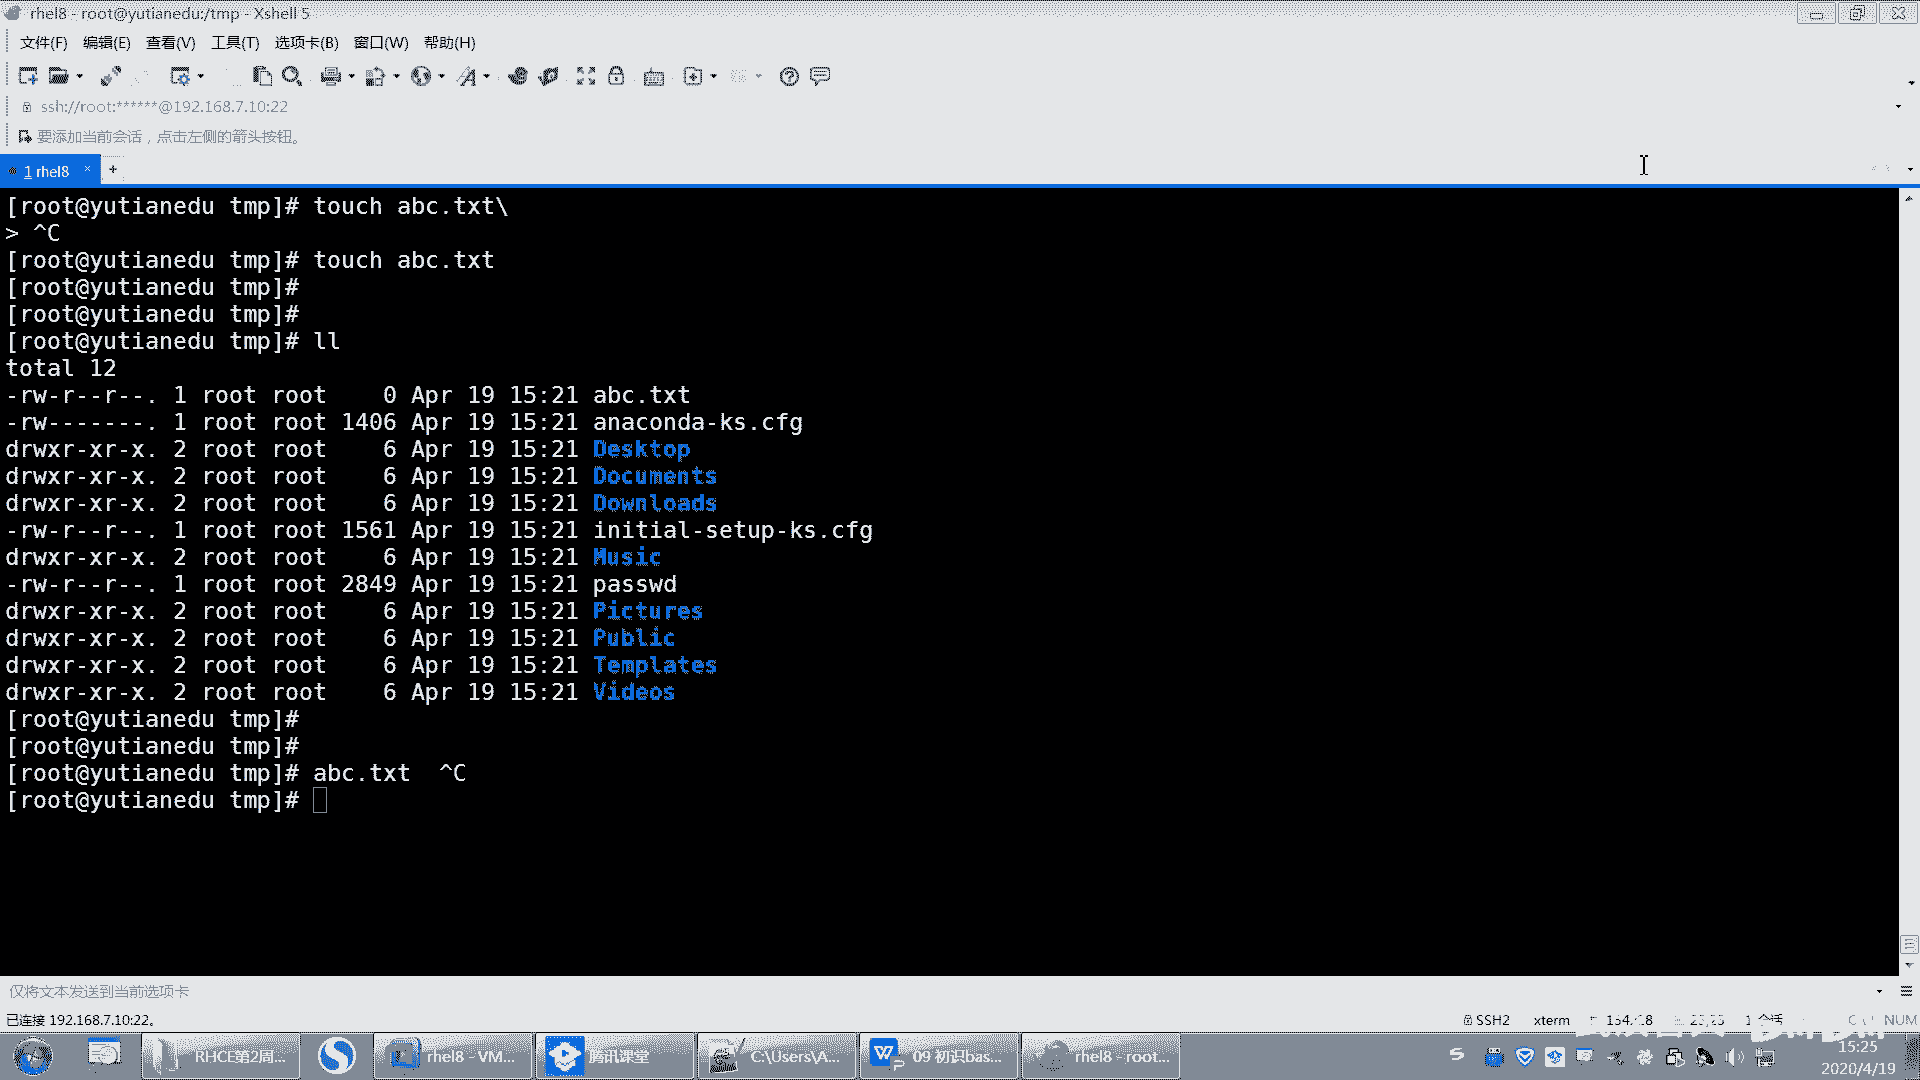 rhel8 - root@yutianedu:/tmp - Xshell 5
文件(F) 编辑(E) 查看(V) 工具(T) 选项卡(B) 窗口(W) 帮助(H)
ssh://root:******@192.168.7.10:22
要添加当前会话，点击左侧的箭头按钮。
1 rhel8 × +
[root@yutianedu tmp]# touch abc.txt\
> ^C
[root@yutianedu tmp]# touch abc.txt
[root@yutianedu tmp]#
[root@yutianedu tmp]#
[root@yutianedu tmp]# ll
total 12
-rw-r--r--. 1 root root    0 Apr 19 15:21 abc.txt
-rw-------. 1 root root 1406 Apr 19 15:21 anaconda-ks.cfg
drwxr-xr-x. 2 root root    6 Apr 19 15:21 Desktop
drwxr-xr-x. 2 root root    6 Apr 19 15:21 Documents
drwxr-xr-x. 2 root root    6 Apr 19 15:21 Downloads
-rw-r--r--. 1 root root 1561 Apr 19 15:21 initial-setup-ks.cfg
drwxr-xr-x. 2 root root    6 Apr 19 15:21 Music
-rw-r--r--. 1 root root 2849 Apr 19 15:21 passwd
drwxr-xr-x. 2 root root    6 Apr 19 15:21 Pictures
drwxr-xr-x. 2 root root    6 Apr 19 15:21 Public
drwxr-xr-x. 2 root root    6 Apr 19 15:21 Templates
drwxr-xr-x. 2 root root    6 Apr 19 15:21 Videos
[root@yutianedu tmp]#
[root@yutianedu tmp]#
[root@yutianedu tmp]# abc.txt  ^C
[root@yutianedu tmp]#
仅将文本发送到当前选项卡
已连接 192.168.7.10:22。 SSH2 xterm NUM
RHCE第2周... rhel8 - VM... 腾讯课堂 C:\Users\A... 09 初识bas... rhel8 - root...
15:25
2020/4/19